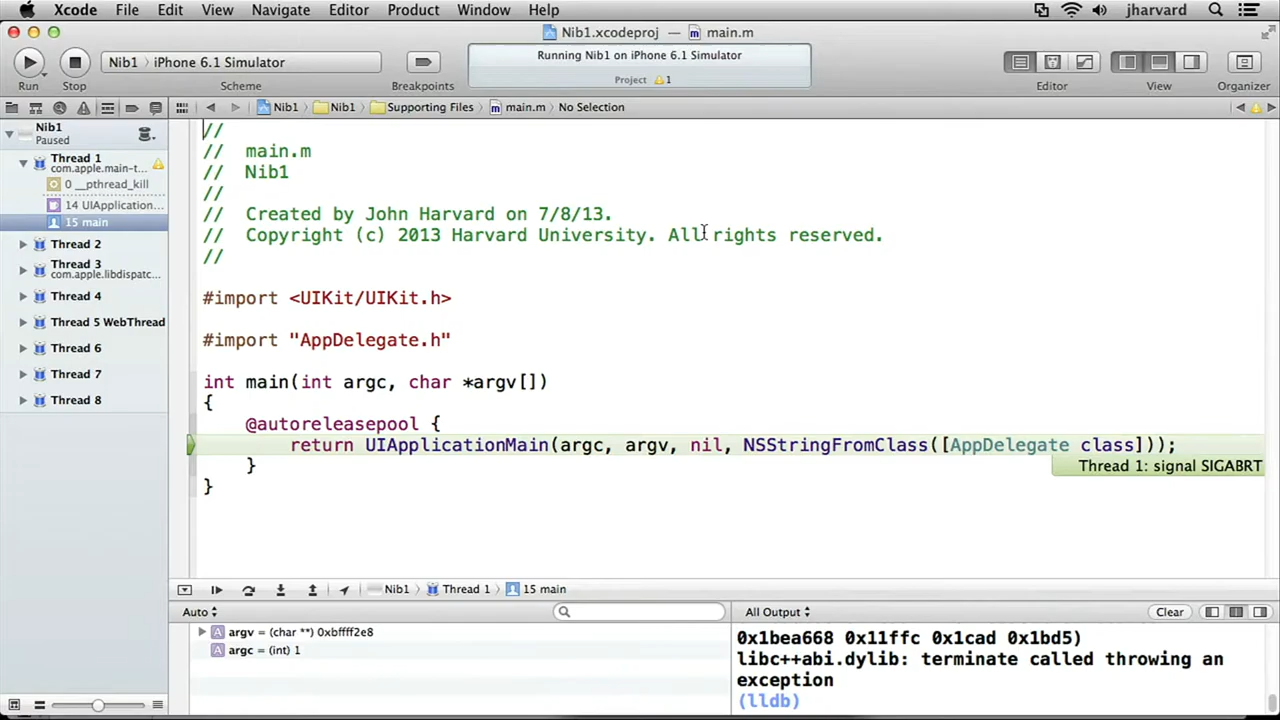 Xcode File Edit View Navigate Editor Product Window Help jharvard
Nib1.xcodeproj — main.m
Run Stop Nib1 〉 iPhone 6.1 Simulator
Scheme
Breakpoints
Running Nib1 on iPhone 6.1 Simulator
Project 1
Editor View Organizer
Nib1 〉 Nib1 〉 Supporting Files 〉 main.m 〉 No Selection
Nib1
Paused
Thread 1
com.apple.main-t...
0 __pthread_kill
14 UIApplication...
15 main
Thread 2
Thread 3
com.apple.libdispatc...
Thread 4
Thread 5 WebThread
Thread 6
Thread 7
Thread 8
//
// main.m
// Nib1
//
// Created by John Harvard on 7/8/13.
// Copyright (c) 2013 Harvard University. All rights reserved.
//
#import <UIKit/UIKit.h>
#import "AppDelegate.h"
int main(int argc, char *argv[])
{
@autoreleasepool {
return UIApplicationMain(argc, argv, nil, NSStringFromClass([AppDelegate class]));
Thread 1: signal SIGABRT
}
}
Nib1 〉 Thread 1 〉 15 main
Auto
All Output Clear
argv = (char **) 0xbffff2e8
argc = (int) 1
0x1bea668 0x11ffc 0x1cad 0x1bd5)
libc++abi.dylib: terminate called throwing an
exception
(lldb)